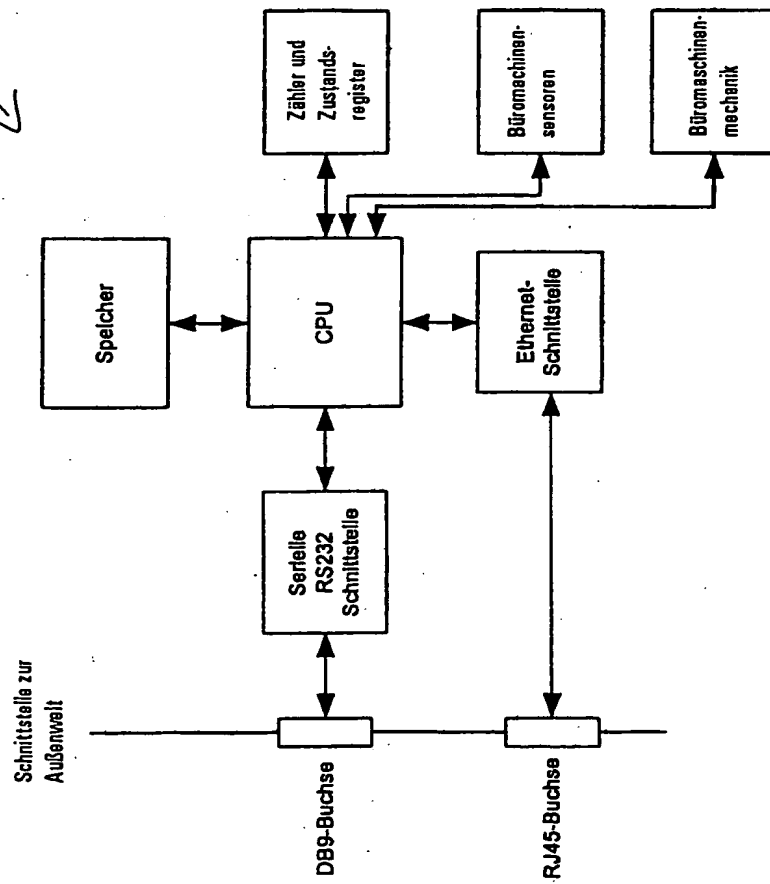 Schnittstelle zur
Außenwelt
DB9-Buchse
RJ45-Buchse
Serielle
RS232
Schnittstelle
Speicher
CPU
Ethernet-
Schnittstelle
Zähler und
Zustands-
register
Büromachinen-
sensoren
Büromaschinen-
mechanik